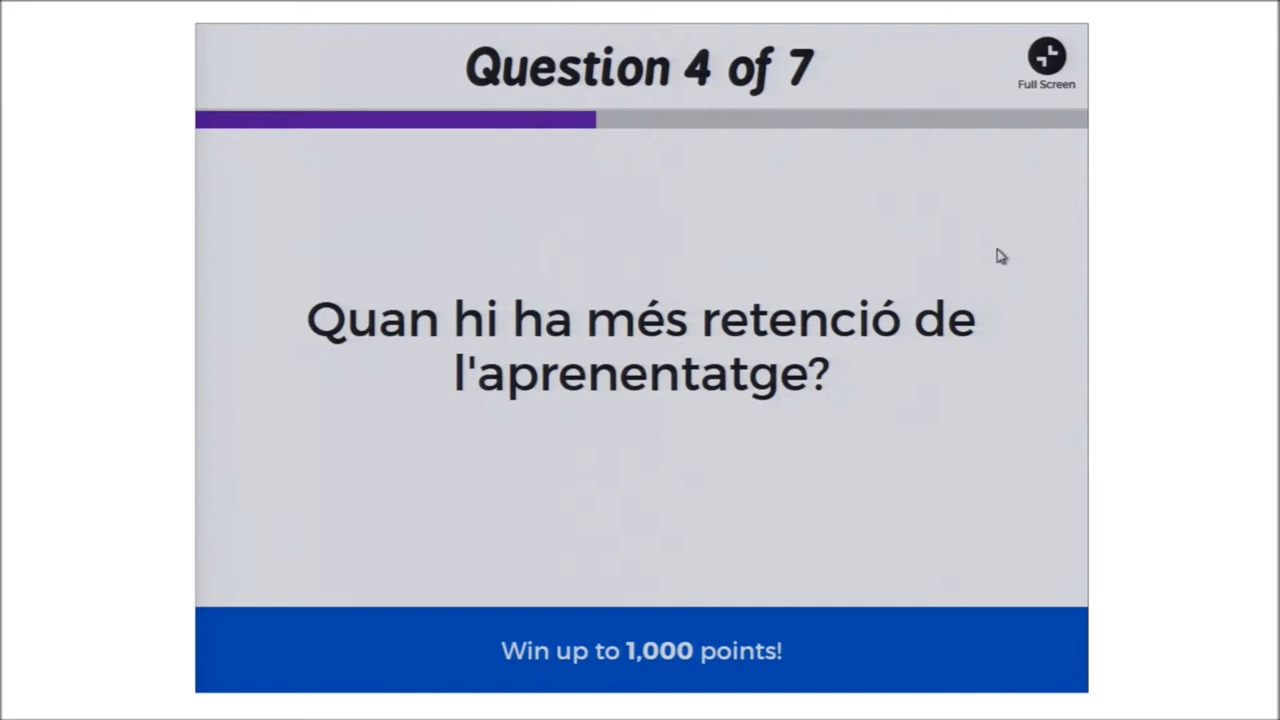 Question 4 of 7
Full Screen
Quan hi ha més retenció de
l'aprenentatge?
Win up to 1,000 points!